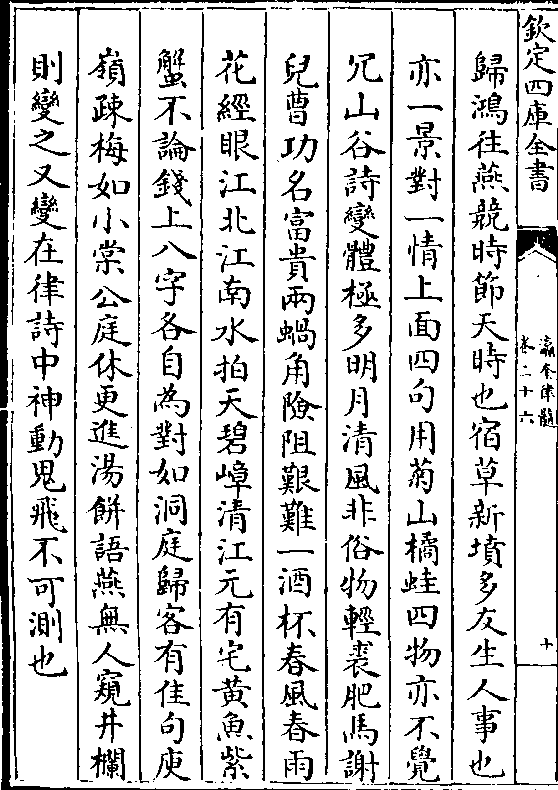 欽定四庫全書
瀛奎律髓
卷二十六
十
歸鴻往燕競時節天時也宿草新墳多友生人事也
亦一景對一情上面四句用菊山橘蛙四物亦不覺
冗山谷詩變體極多明月清風非俗物輕裘肥馬謝
兒曹功名富貴兩蝸角險阻艱難一酒杯春風春雨
花經眼江北江南水拍天碧嶂清江元有宅黄魚紫
蟹不論錢上八字各自為對如洞庭歸客有佳句庾
嶺疎梅如小棠公庭休更進湯餅語燕無人窺井欄
則變之又變在律詩中神動鬼飛不可測也